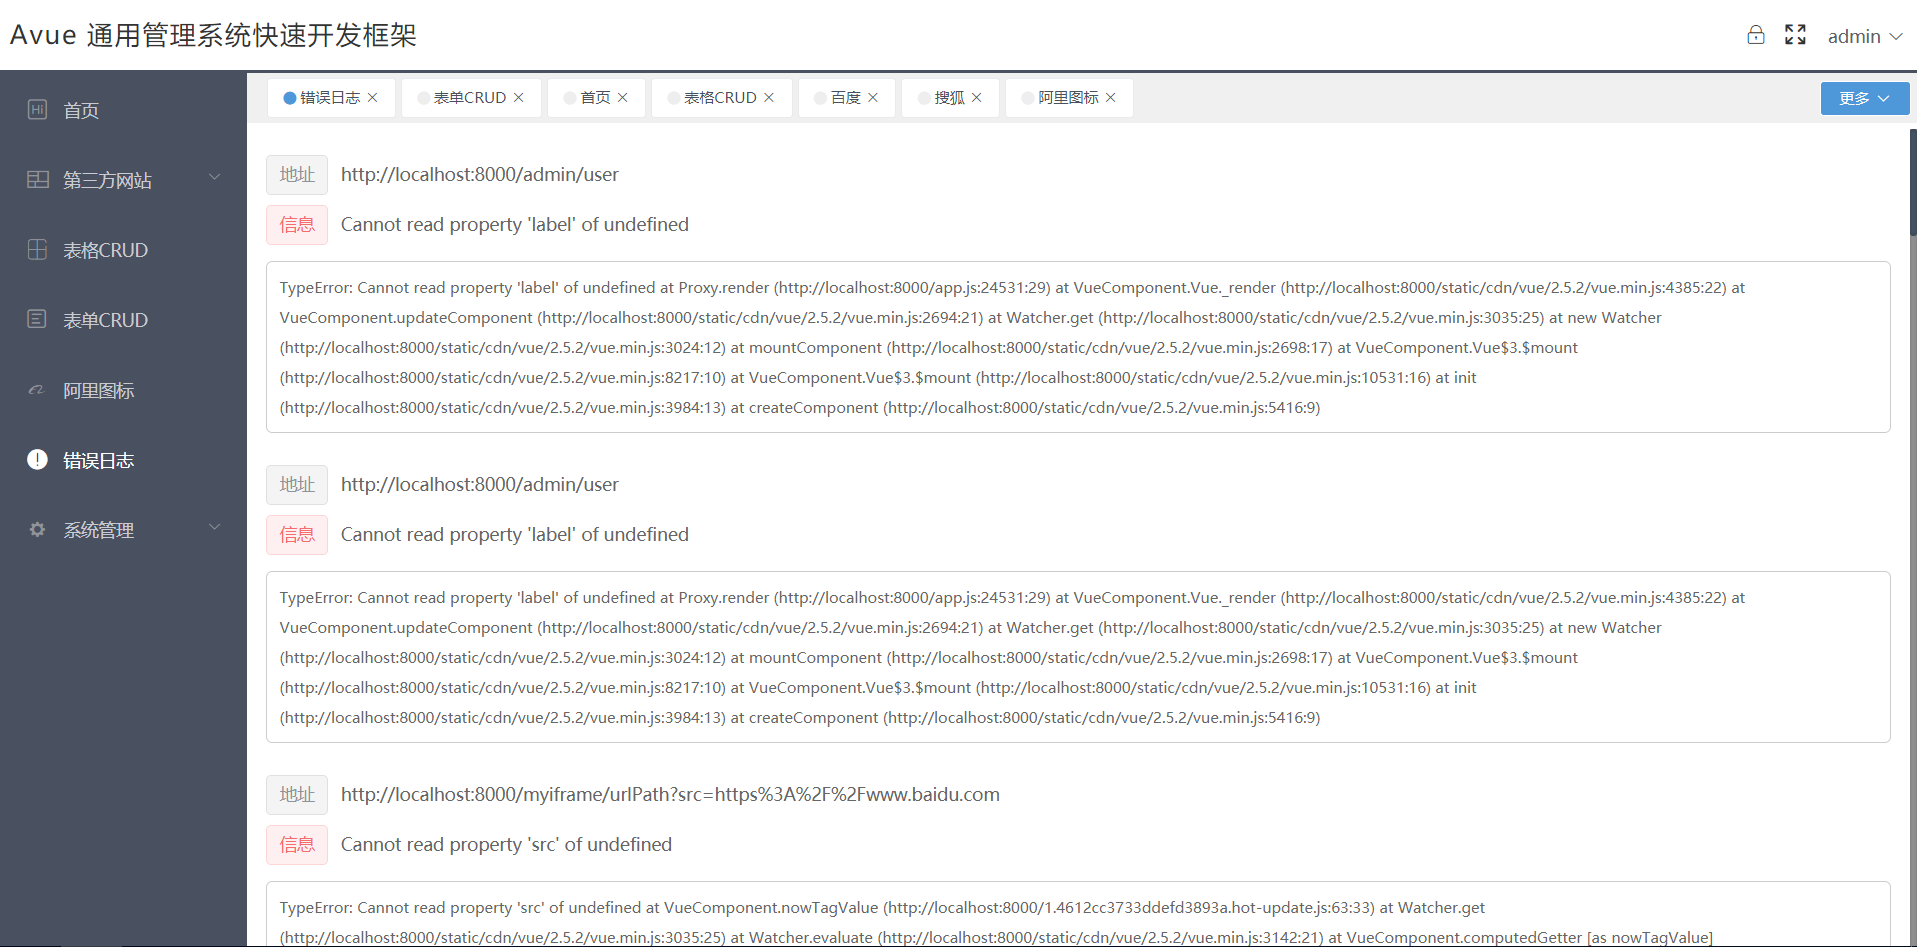 Avue 通用管理系统快速开发框架
admin
首页
第三方网站
表格CRUD
表单CRUD
阿里图标
错误日志
系统管理
错误日志 表单CRUD 首页 表格CRUD 百度 搜狐 阿里图标 更多
地址 http://localhost:8000/admin/user
信息 Cannot read property 'label' of undefined
TypeError: Cannot read property 'label' of undefined at Proxy.render (http://localhost:8000/app.js:24531:29) at VueComponent.Vue._render (http://localhost:8000/static/cdn/vue/2.5.2/vue.min.js:4385:22) at
VueComponent.updateComponent (http://localhost:8000/static/cdn/vue/2.5.2/vue.min.js:2694:21) at Watcher.get (http://localhost:8000/static/cdn/vue/2.5.2/vue.min.js:3035:25) at new Watcher
(http://localhost:8000/static/cdn/vue/2.5.2/vue.min.js:3024:12) at mountComponent (http://localhost:8000/static/cdn/vue/2.5.2/vue.min.js:2698:17) at VueComponent.Vue$3.$mount
(http://localhost:8000/static/cdn/vue/2.5.2/vue.min.js:8217:10) at VueComponent.Vue$3.$mount (http://localhost:8000/static/cdn/vue/2.5.2/vue.min.js:10531:16) at init
(http://localhost:8000/static/cdn/vue/2.5.2/vue.min.js:3984:13) at createComponent (http://localhost:8000/static/cdn/vue/2.5.2/vue.min.js:5416:9)
地址 http://localhost:8000/admin/user
信息 Cannot read property 'label' of undefined
TypeError: Cannot read property 'label' of undefined at Proxy.render (http://localhost:8000/app.js:24531:29) at VueComponent.Vue._render (http://localhost:8000/static/cdn/vue/2.5.2/vue.min.js:4385:22) at
VueComponent.updateComponent (http://localhost:8000/static/cdn/vue/2.5.2/vue.min.js:2694:21) at Watcher.get (http://localhost:8000/static/cdn/vue/2.5.2/vue.min.js:3035:25) at new Watcher
(http://localhost:8000/static/cdn/vue/2.5.2/vue.min.js:3024:12) at mountComponent (http://localhost:8000/static/cdn/vue/2.5.2/vue.min.js:2698:17) at VueComponent.Vue$3.$mount
(http://localhost:8000/static/cdn/vue/2.5.2/vue.min.js:8217:10) at VueComponent.Vue$3.$mount (http://localhost:8000/static/cdn/vue/2.5.2/vue.min.js:10531:16) at init
(http://localhost:8000/static/cdn/vue/2.5.2/vue.min.js:3984:13) at createComponent (http://localhost:8000/static/cdn/vue/2.5.2/vue.min.js:5416:9)
地址 http://localhost:8000/myiframe/urlPath?src=https%3A%2F%2Fwww.baidu.com
信息 Cannot read property 'src' of undefined
TypeError: Cannot read property 'src' of undefined at VueComponent.nowTagValue (http://localhost:8000/1.4612cc3733ddefd3893a.hot-update.js:63:33) at Watcher.get
(http://localhost:8000/static/cdn/vue/2.5.2/vue.min.js:3035:25) at Watcher.evaluate (http://localhost:8000/static/cdn/vue/2.5.2/vue.min.js:3142:21) at VueComponent.computedGetter [as nowTagValue]